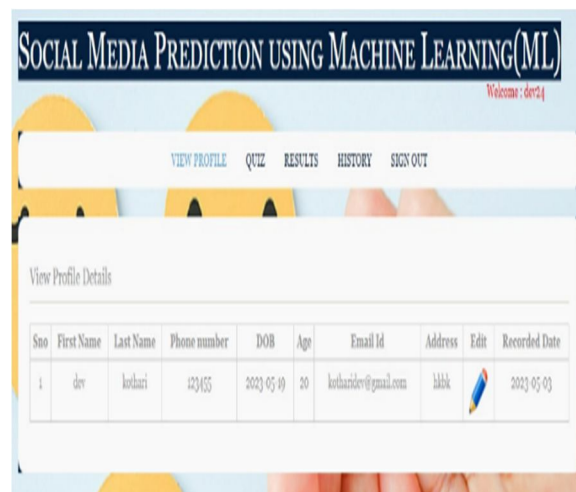 SOCIAL MEDIA PREDICTION USING MACHINE LEARNING(ML)
Welcome : dev24
VIEW PROFILE QUIZ RESULTS HISTORY SIGN OUT
View Profile Details
Sno First Name Last Name Phone number DOB Age Email Id Address Edit Recorded Date
1 dev kothari 123455 2023-05-19 20 kotharidev@gmail.com hkbk 2023-05-03